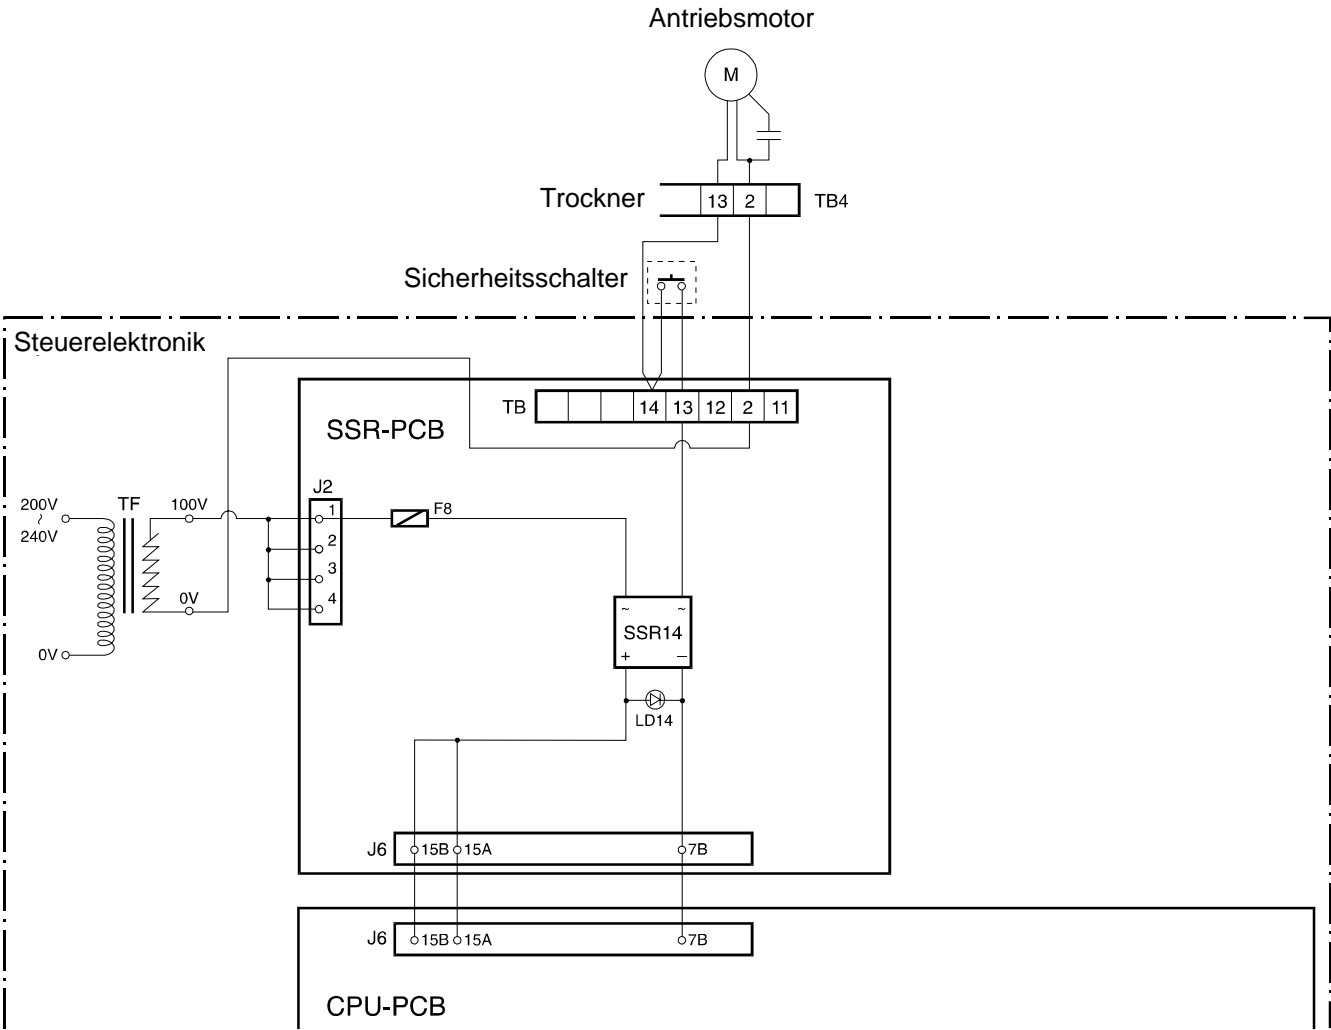 Antriebsmotor
M
Trockner 13 2 TB4
Sicherheitsschalter
Steuerelektronik
TB 14 13 12 2 11
SSR-PCB
J2
200V TF 100V 1 F8
~
240V 2
3
0V 4
~ ~
SSR14
0V + −
LD14
J6 15B 15A 7B
J6 15B 15A 7B
CPU-PCB